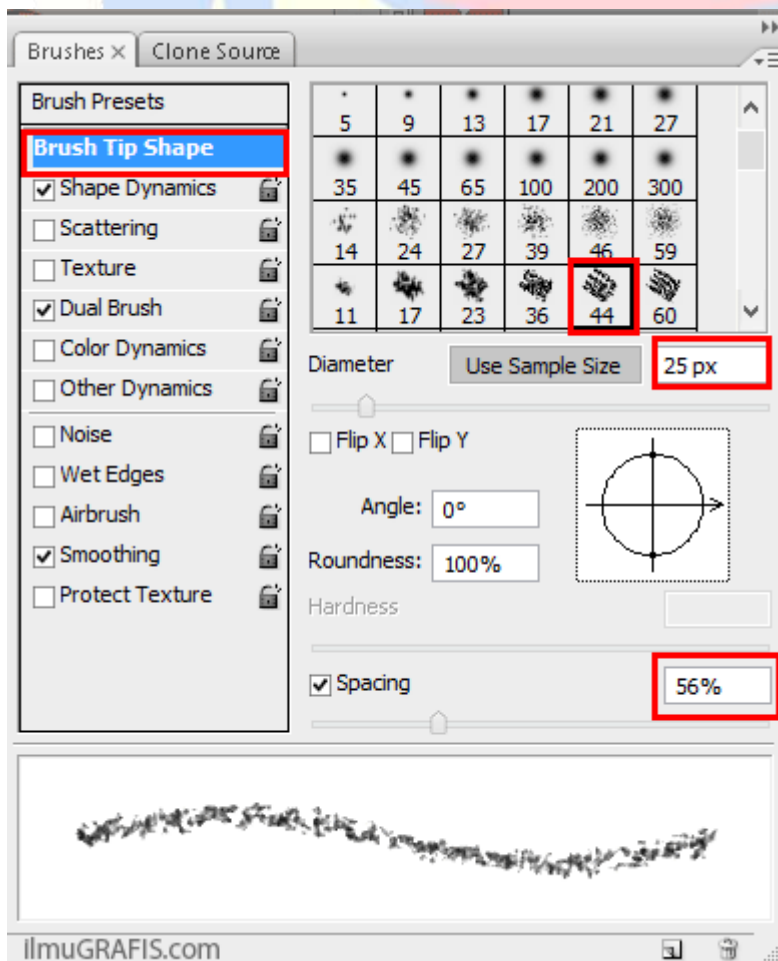 Brushes × Clone Source
Brush Presets
Brush Tip Shape
Shape Dynamics
Scattering
Texture
Dual Brush
Color Dynamics
Other Dynamics
Noise
Wet Edges
Airbrush
Smoothing
Protect Texture
5 9 13 17 21 27
35 45 65 100 200 300
14 24 27 39 46 59
11 17 23 36 44 60
Diameter Use Sample Size 25 px
Flip X Flip Y
Angle: 0°
Roundness: 100%
Hardness
Spacing 56%
ilmuGRAFIS.com